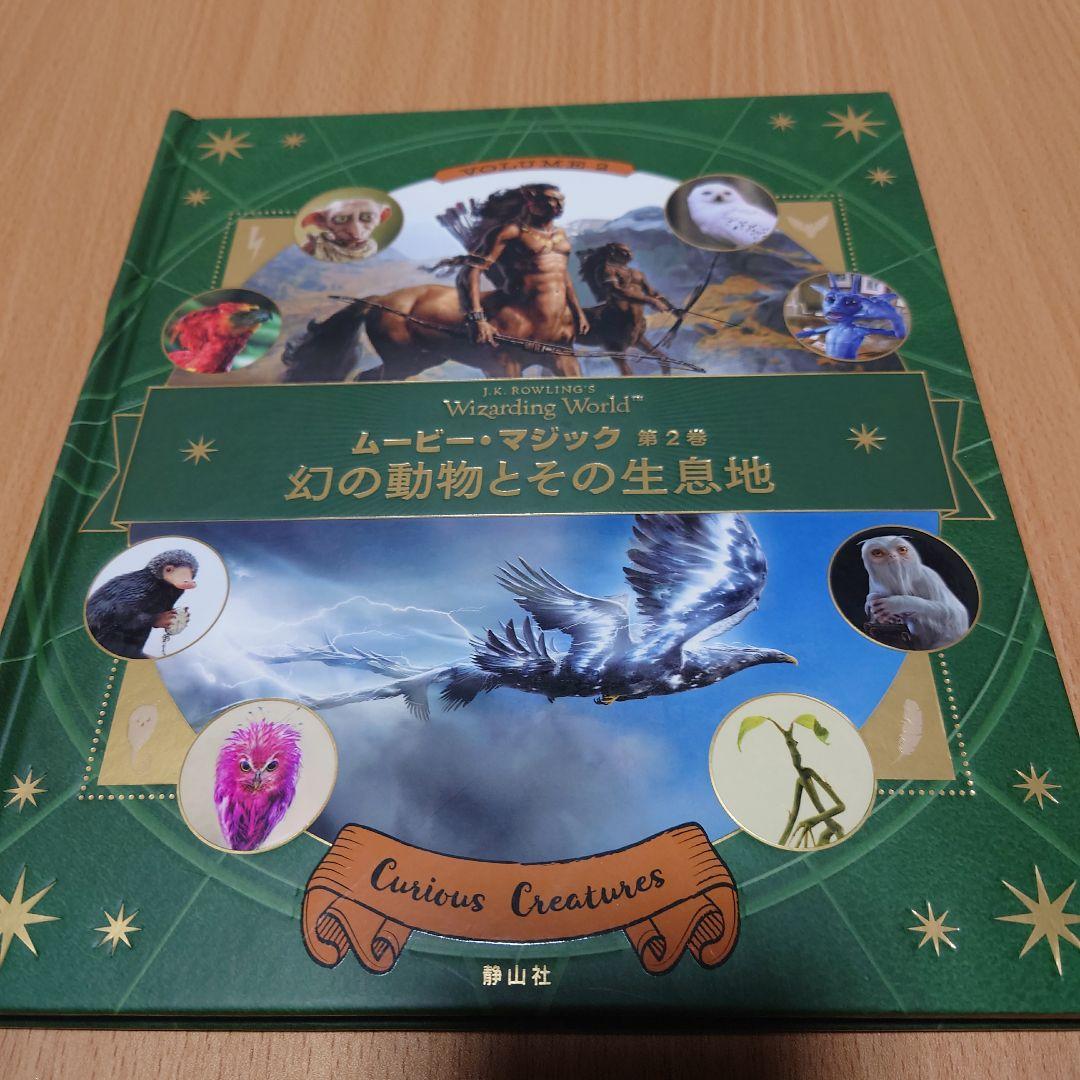 VOLUME 2
J.K. ROWLING'S
Wizarding World™
ムービー・マジック 第2巻
幻の動物とその生息地
Curious Creatures
静山社